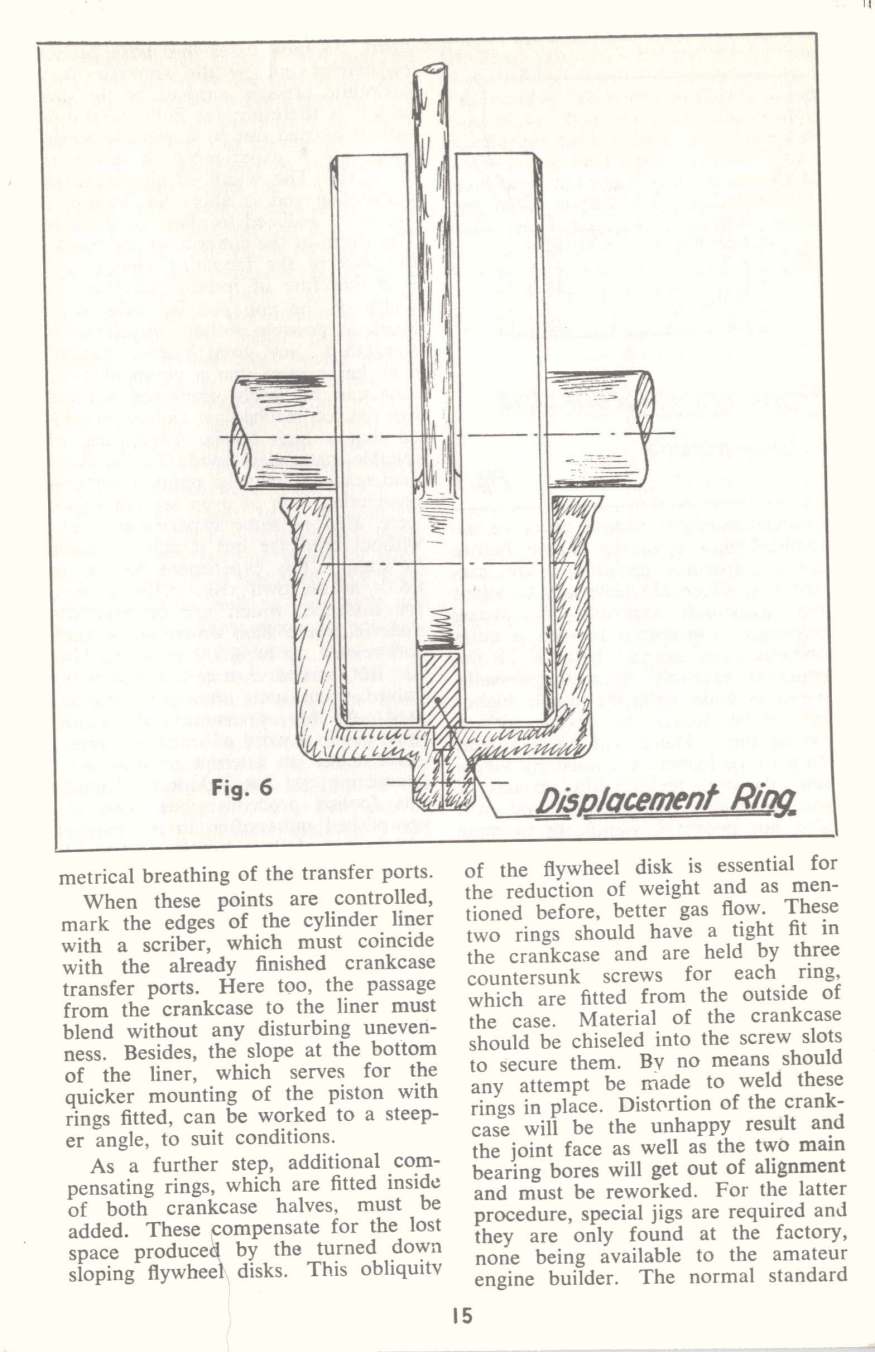 Fig. 6
Displacement Ring
metrical breathing of the transfer ports.
When these points are controlled,
mark the edges of the cylinder liner
with a scriber, which must coincide
with the already finished crankcase
transfer ports. Here too, the passage
from the crankcase to the liner must
blend without any disturbing uneven-
ness. Besides, the slope at the bottom
of the liner, which serves for the
quicker mounting of the piston with
rings fitted, can be worked to a steep-
er angle, to suit conditions.
As a further step, additional com-
pensating rings, which are fitted inside
of both crankcase halves, must be
added. These compensate for the lost
space produced by the turned down
sloping flywheel disks. This obliquity
of the flywheel disk is essential for
the reduction of weight and as men-
tioned before, better gas flow. These
two rings should have a tight fit in
the crankcase and are held by three
countersunk screws for each ring,
which are fitted from the outside of
the case. Material of the crankcase
should be chiseled into the screw slots
to secure them. By no means should
any attempt be made to weld these
rings in place. Distortion of the crank-
case will be the unhappy result and
the joint face as well as the two main
bearing bores will get out of alignment
and must be reworked. For the latter
procedure, special jigs are required and
they are only found at the factory,
none being available to the amateur
engine builder. The normal standard
15